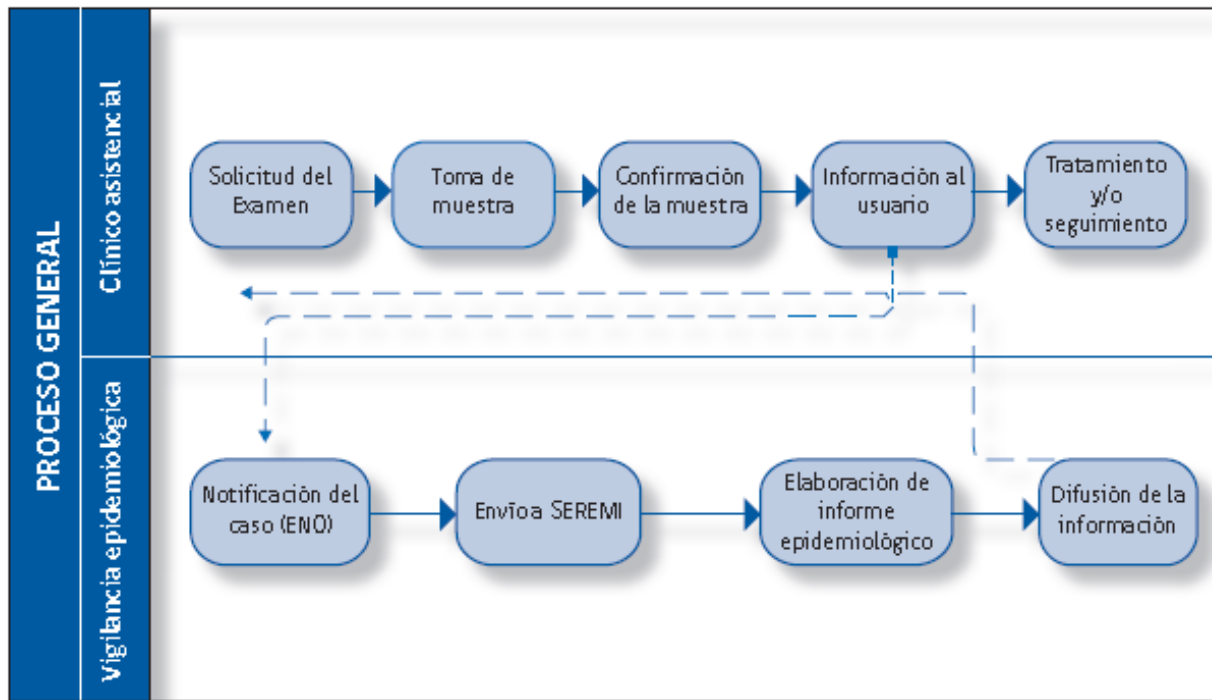 PROCESO GENERAL
Clínico asistencial
Solicitud del
Examen
Toma de
muestra
Confirmación
de la muestra
Información al
usuario
Tratamiento
y/o
seguimiento
Vigilancia epidemiológica
Notificación del
caso (ENO)
Envío a SEREMI
Elaboración de
informe
epidemiológico
Difusión de la
información